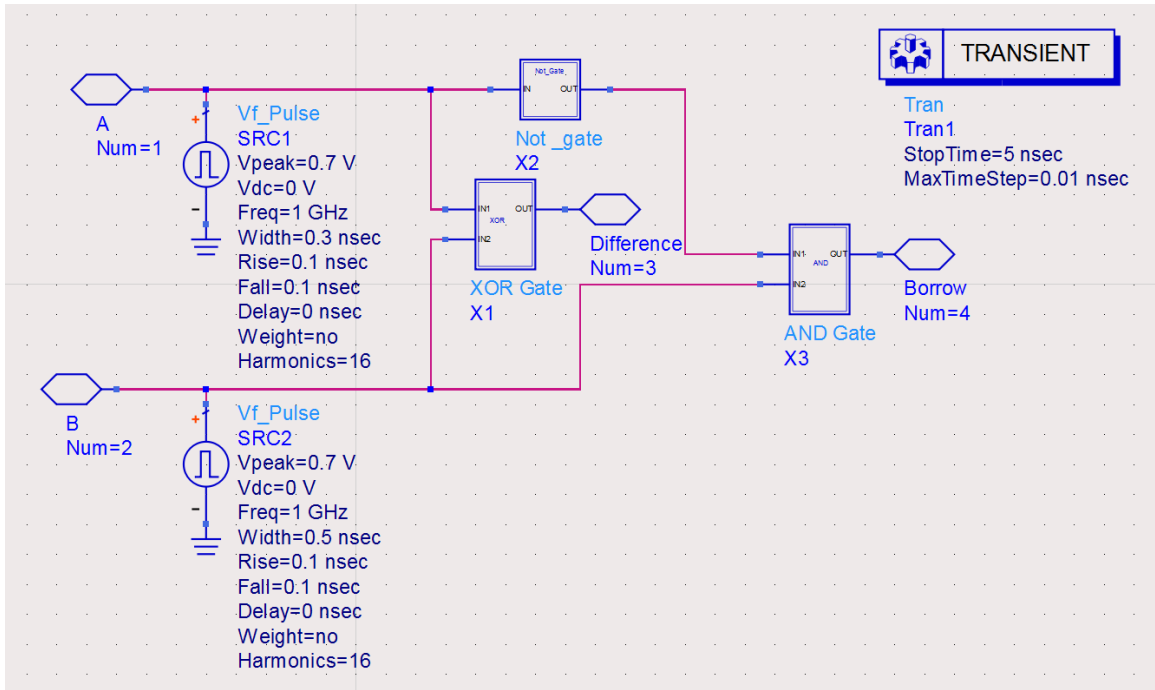 TRANSIENT
Tran
Tran1
StopTime=5 nsec
MaxTimeStep=0.01 nsec
A
Num=1
Vf_Pulse
SRC1
Vpeak=0.7 V
Vdc=0 V
Freq=1 GHz
Width=0.3 nsec
Rise=0.1 nsec
Fall=0.1 nsec
Delay=0 nsec
Weight=no
Harmonics=16
Not_Gate
IN
OUT
Not _gate
X2
IN1
OUT
XOR
IN2
XOR Gate
X1
Difference
Num=3
IN1
OUT
AND
IN2
AND Gate
X3
Borrow
Num=4
B
Num=2
Vf_Pulse
SRC2
Vpeak=0.7 V
Vdc=0 V
Freq=1 GHz
Width=0.5 nsec
Rise=0.1 nsec
Fall=0.1 nsec
Delay=0 nsec
Weight=no
Harmonics=16